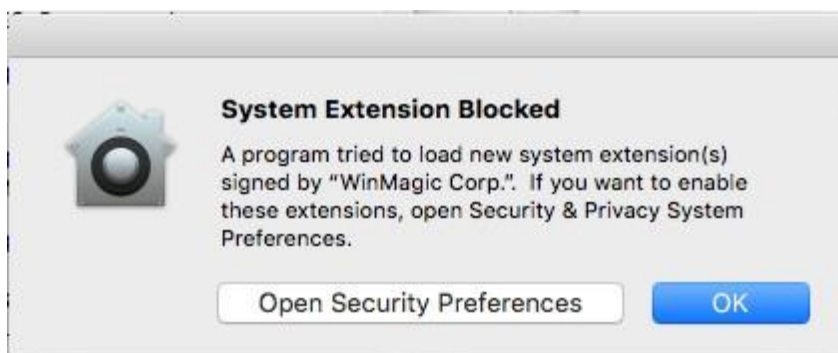 System Extension Blocked
A program tried to load new system extension(s)
signed by “WinMagic Corp.”.  If you want to enable
these extensions, open Security & Privacy System
Preferences.
Open Security Preferences
OK